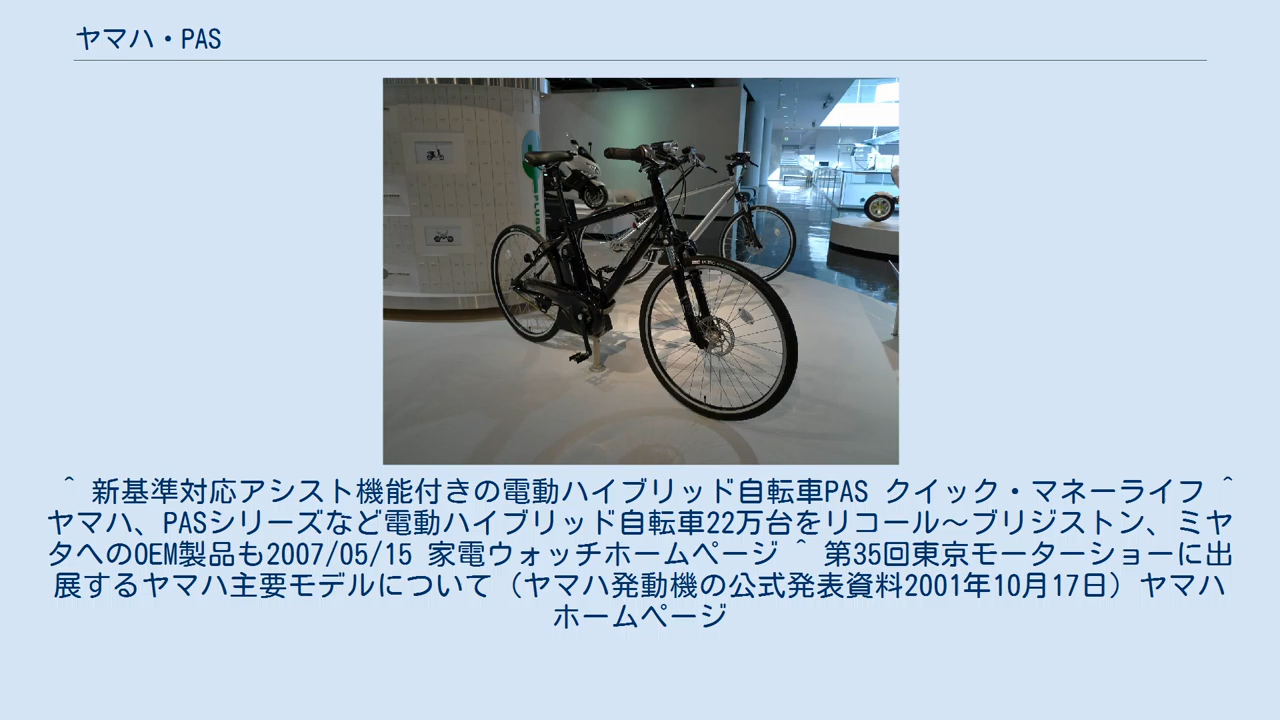 ヤマハ・PAS
^ 新基準対応アシスト機能付きの電動ハイブリッド自転車PAS クイック・マネーライフ ^
ヤマハ、PASシリーズなど電動ハイブリッド自転車22万台をリコール～ブリジストン、ミヤ
タへのOEM製品も2007/05/15 家電ウォッチホームページ ^ 第35回東京モーターショーに出
展するヤマハ主要モデルについて（ヤマハ発動機の公式発表資料2001年10月17日）ヤマハ
ホームページ